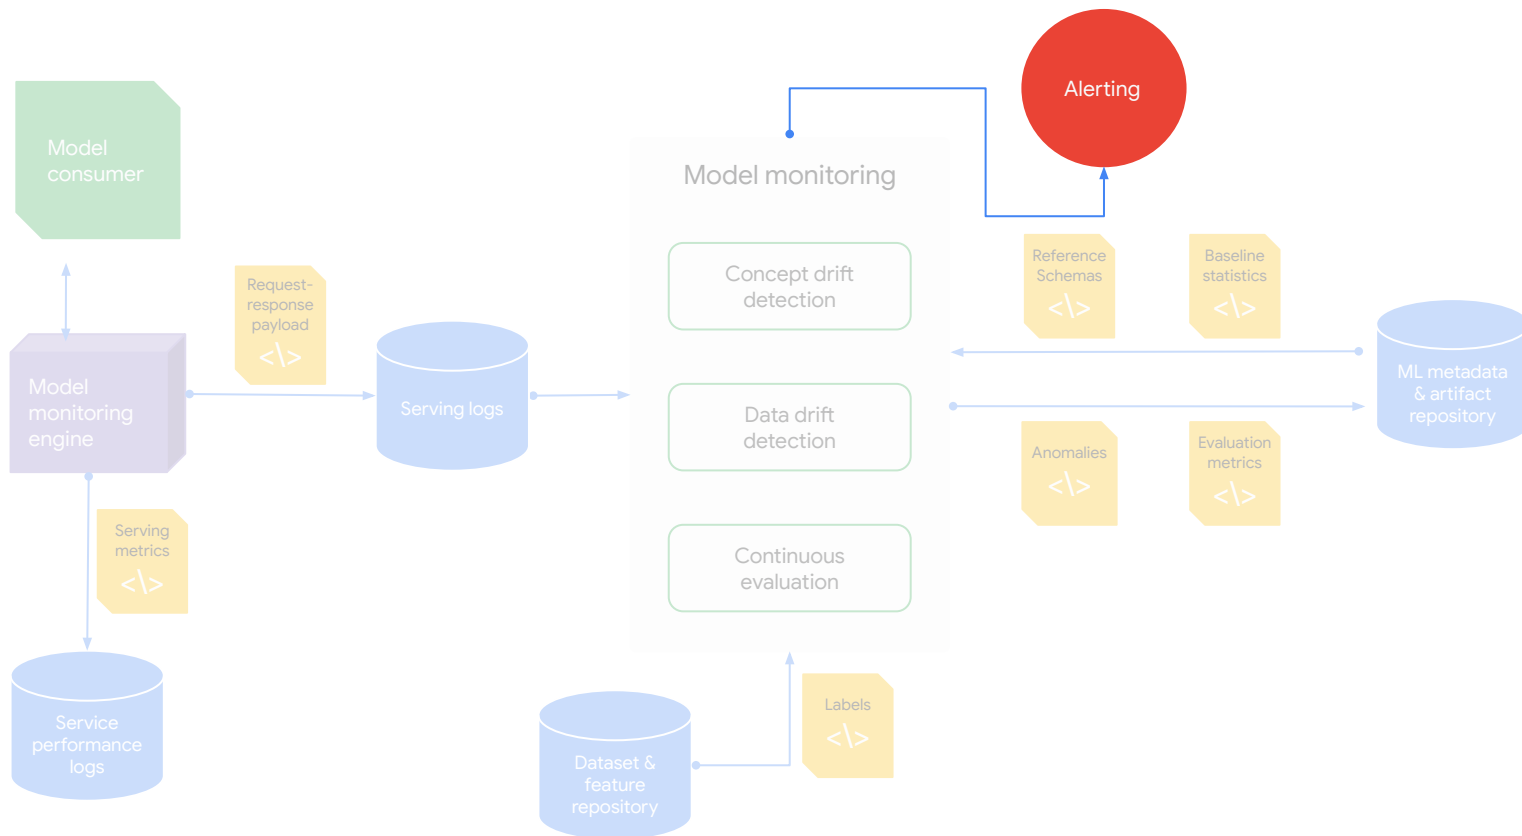 Alerting
Model
consumer
Model monitoring
Concept drift
detection
Data drift
detection
Continuous
evaluation
Request-
response
payload
</>
Serving logs
Model
monitoring
engine
Serving
metrics
</>
Service
performance
logs
Dataset &
feature
repository
Labels
</>
Reference
Schemas
</>
Baseline
statistics
</>
ML metadata
& artifact
repository
Anomalies
</>
Evaluation
metrics
</>